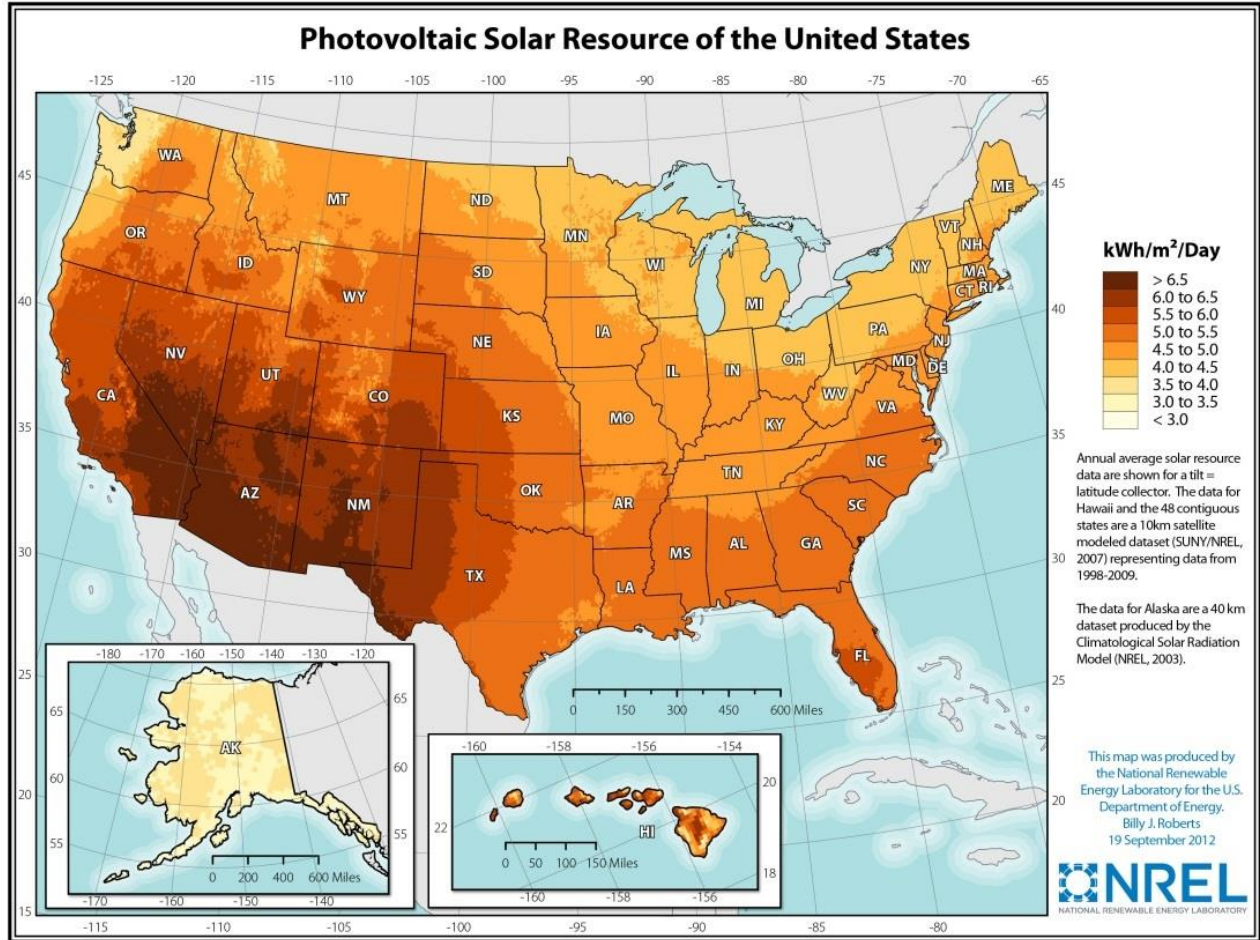 Photovoltaic Solar Resource of the United States
-125 -120 -115 -110 -105 -100 -95 -90 -85 -80 -75 -70 -65
45
40
35
30
25
20
15
45
40
35
30
25
20
-115 -110 -105 -100 -95 -90 -85 -80
WA
MT
ND
MN
OR
ID
WY
SD
WI
MI
NY
VT
NH
ME
MA
CT
RI
NE
IA
PA
NJ
NV
UT
CO
KS
MO
IL
IN
OH
WV
MD
DE
VA
CA
AZ
NM
OK
AR
KY
TN
NC
SC
TX
LA
MS
AL
GA
FL
0 150 300 450 600 Miles
-180 -170 -160 -150 -140 -130 -120
65
60
55
65
60
55
AK
0 200 400 600 Miles
-170 -160 -150 -140
-160 -158 -156 -154
22
20
18
HI
0 50 100 150 Miles
-160 -158 -156
kWh/m²/Day
> 6.5
6.0 to 6.5
5.5 to 6.0
5.0 to 5.5
4.5 to 5.0
4.0 to 4.5
3.5 to 4.0
3.0 to 3.5
< 3.0
Annual average solar resource
data are shown for a tilt =
latitude collector. The data for
Hawaii and the 48 contiguous
states are a 10km satellite
modeled dataset (SUNY/NREL,
2007) representing data from
1998-2009.
The data for Alaska are a 40 km
dataset produced by the
Climatological Solar Radiation
Model (NREL, 2003).
This map was produced by
the National Renewable
Energy Laboratory for the U.S.
Department of Energy.
Billy J. Roberts
19 September 2012
NREL
NATIONAL RENEWABLE ENERGY LABORATORY